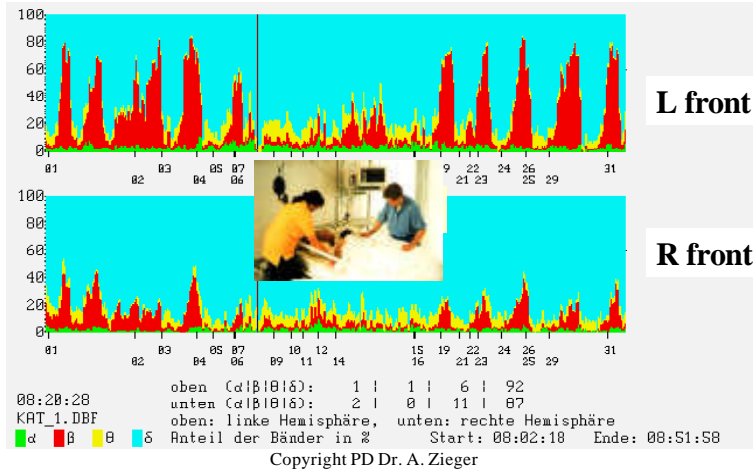 100
80
60
40
20
0
L front
01 03 05 07 9 22 24 26 31
02 04 06 21 23 25 29
100
80
60
40
20
0
R front
01 03 05 07 10 12 15 19 22 24 26 31
02 04 06 09 11 14 16 21 23 25 29
oben (α|β|θ|δ): 1 | 1 | 6 | 92
08:20:28 unten (α|β|θ|δ): 2 | 0 | 11 | 87
KAT_1.DBF oben: linke Hemisphäre, unten: rechte Hemisphäre
α β θ δ Anteil der Bänder in % Start: 08:02:18 Ende: 08:51:58
Copyright PD Dr. A. Zieger